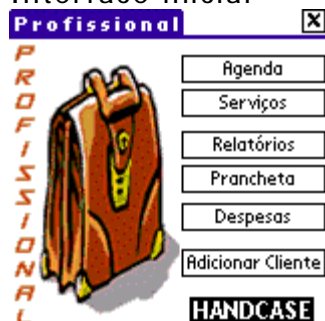 Interface Inicial
Profissional
PROFISSIONAL
Agenda
Serviços
Relatórios
Prancheta
Despesas
Adicionar Cliente
HANDCASE